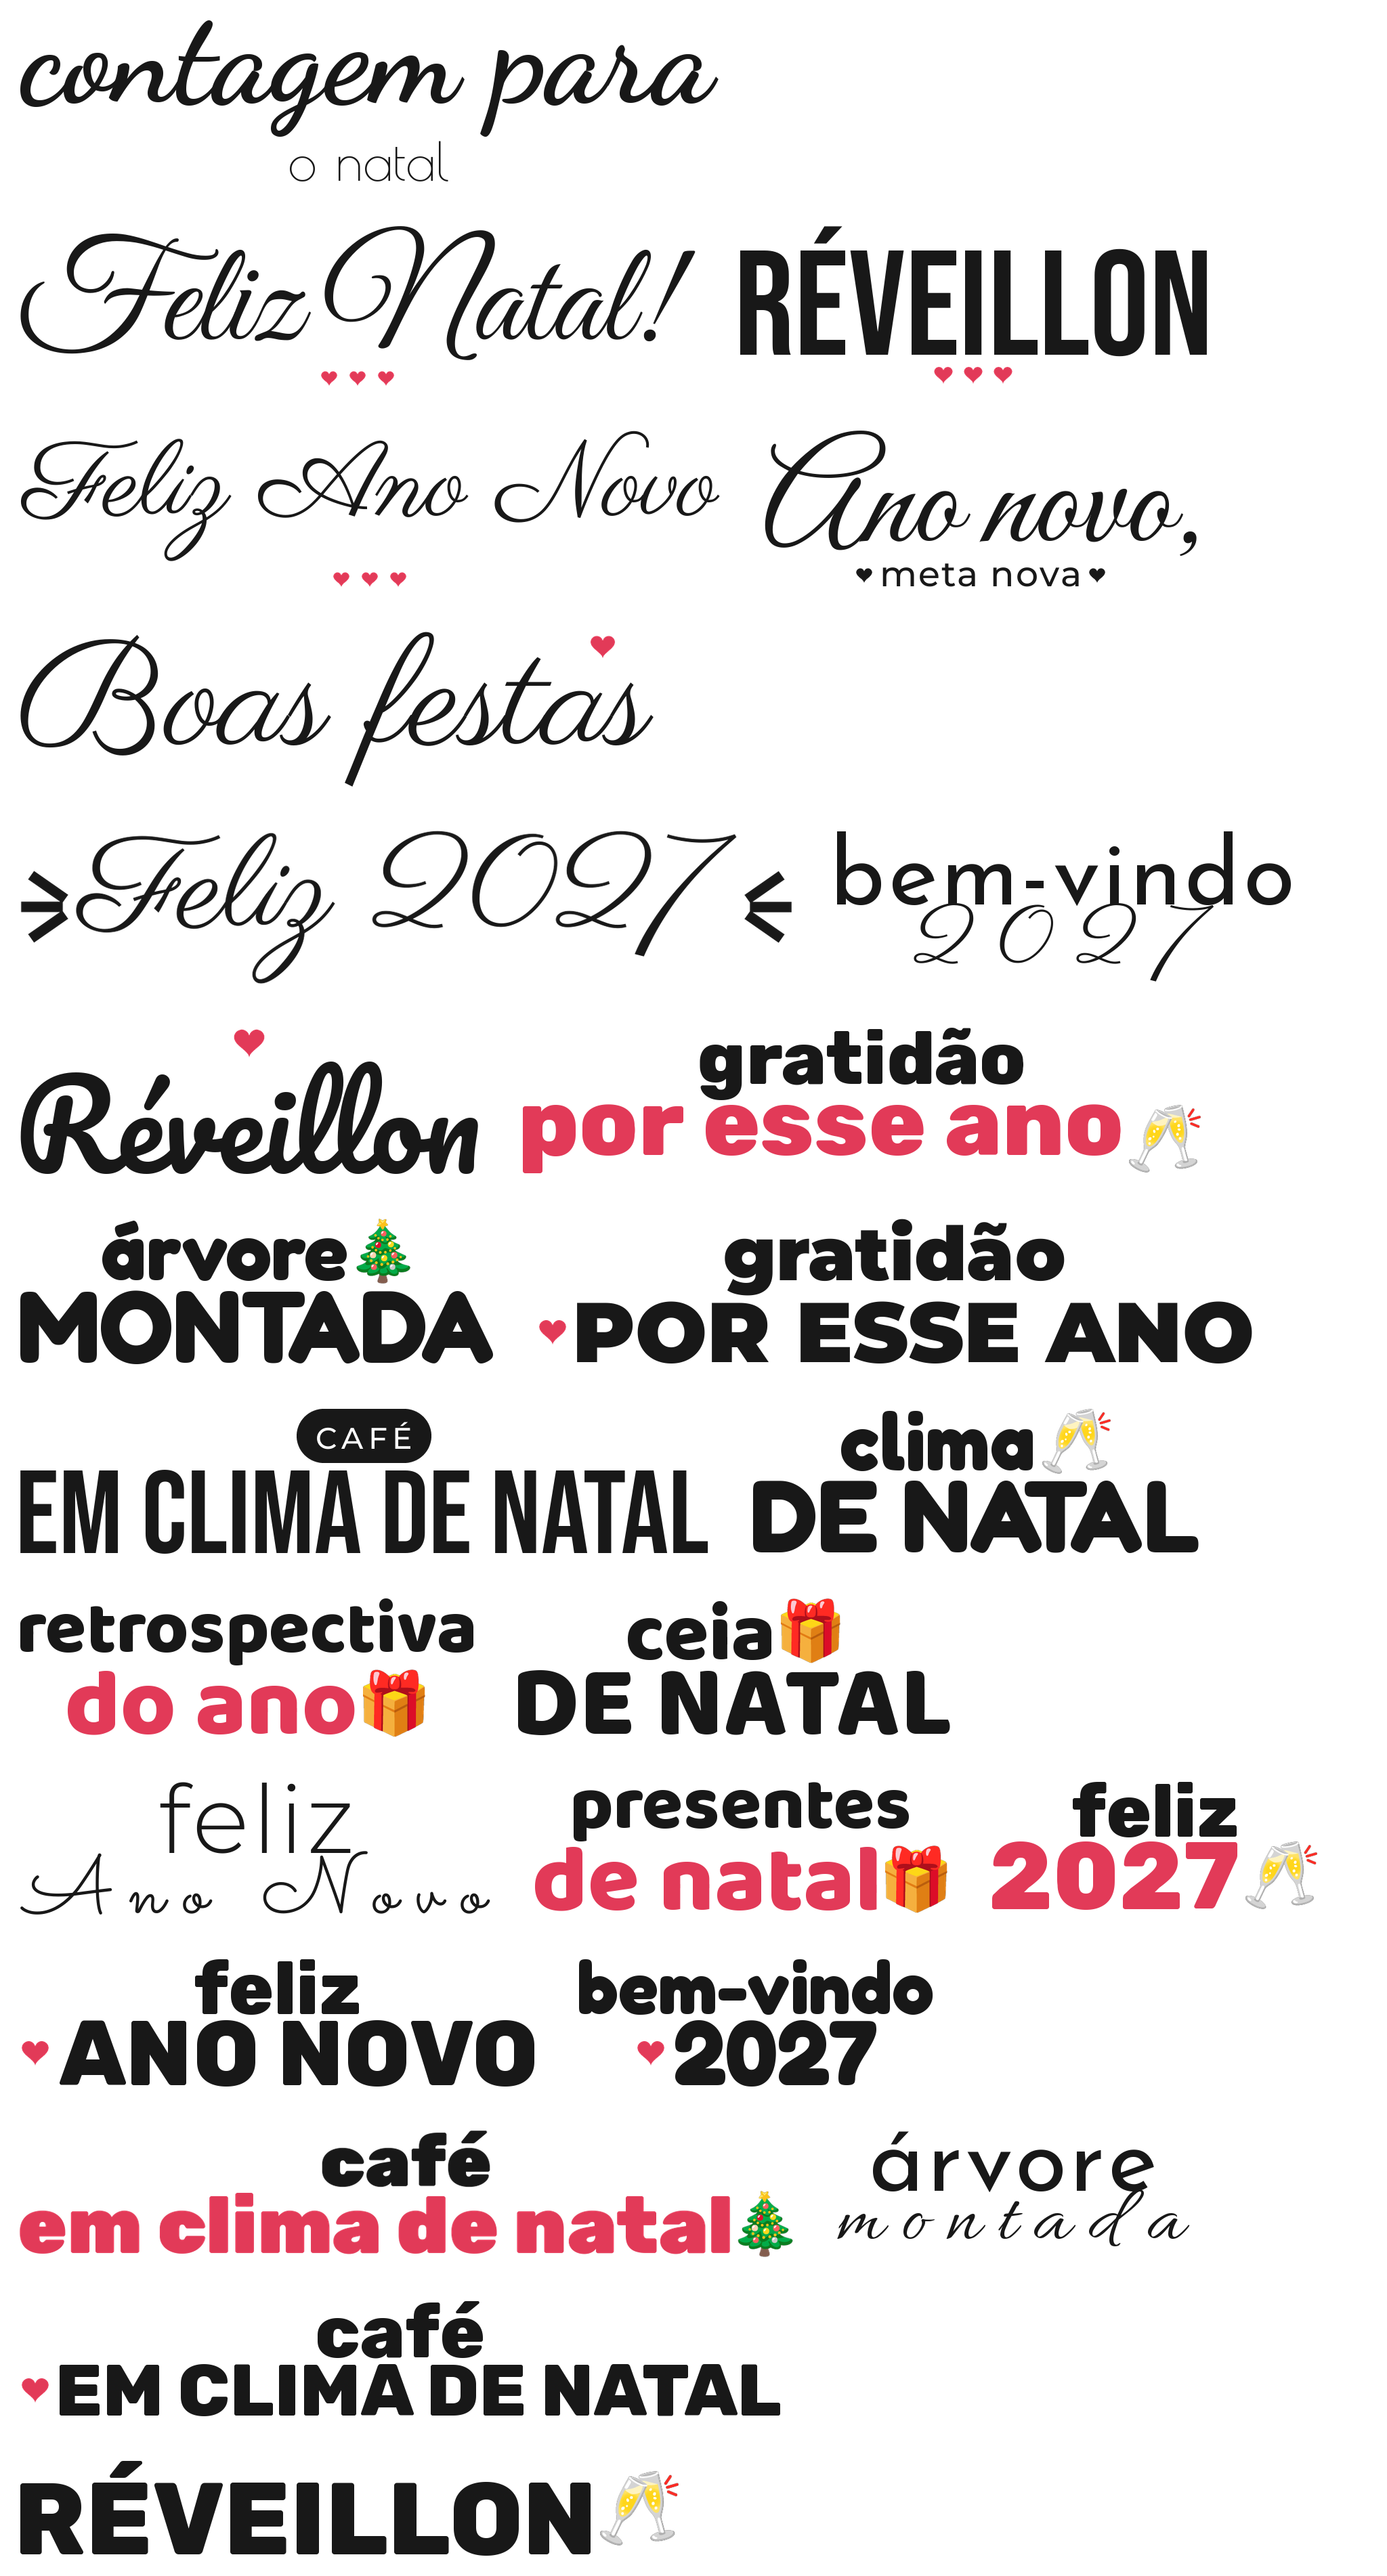 contagem para
o natal
Feliz Natal!
RÉVEILLON
Feliz Ano Novo
Ano novo,
meta nova
Boas festas
Feliz 2027
bem-vindo
2027
Réveillon
gratidão
por esse ano
árvore
MONTADA
gratidão
POR ESSE ANO
CAFÉ
EM CLIMA DE NATAL
clima
DE NATAL
retrospectiva
do ano
ceia
DE NATAL
feliz
Ano Novo
presentes
de natal
feliz
2027
feliz
ANO NOVO
bem-vindo
2027
café
em clima de natal
árvore
montada
café
EM CLIMA DE NATAL
RÉVEILLON